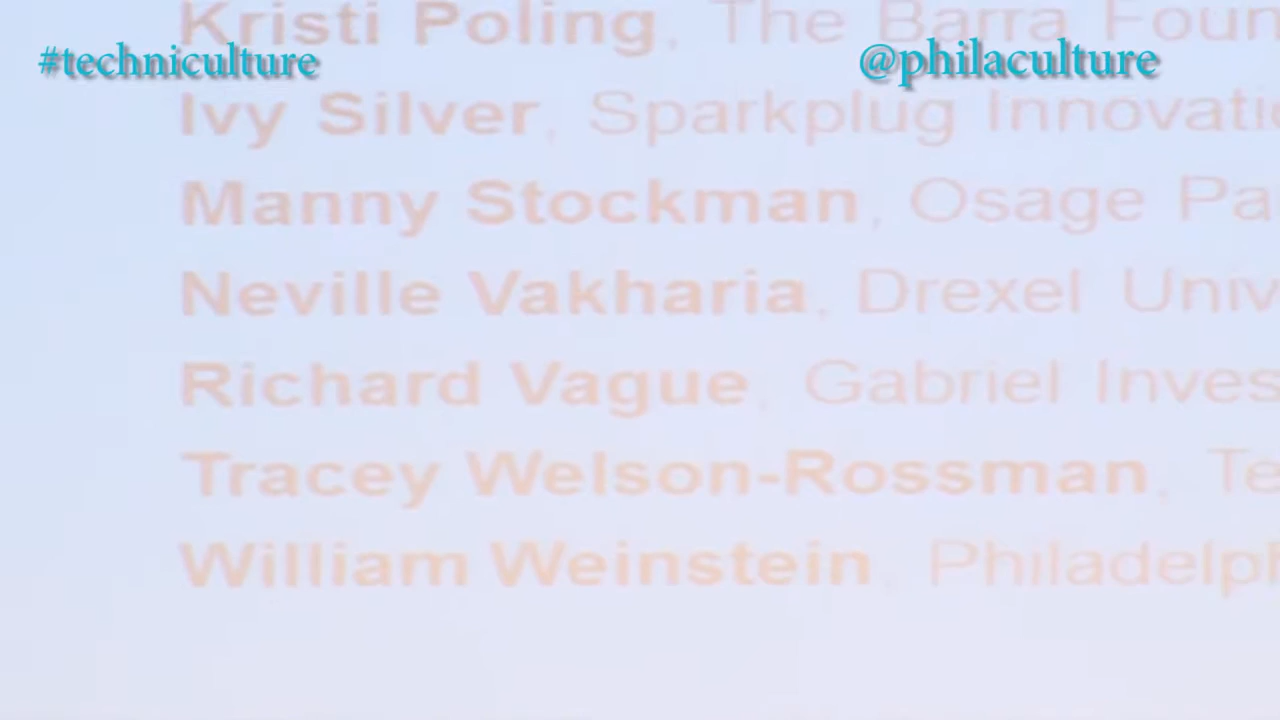 Kristi Poling, The Barra Foun
#techniculture @philaculture
Ivy Silver, Sparkplug Innovati
Manny Stockman, Osage Pa
Neville Vakharia, Drexel Univ
Richard Vague, Gabriel Inves
Tracey Welson-Rossman, Te
William Weinstein, Philadelph